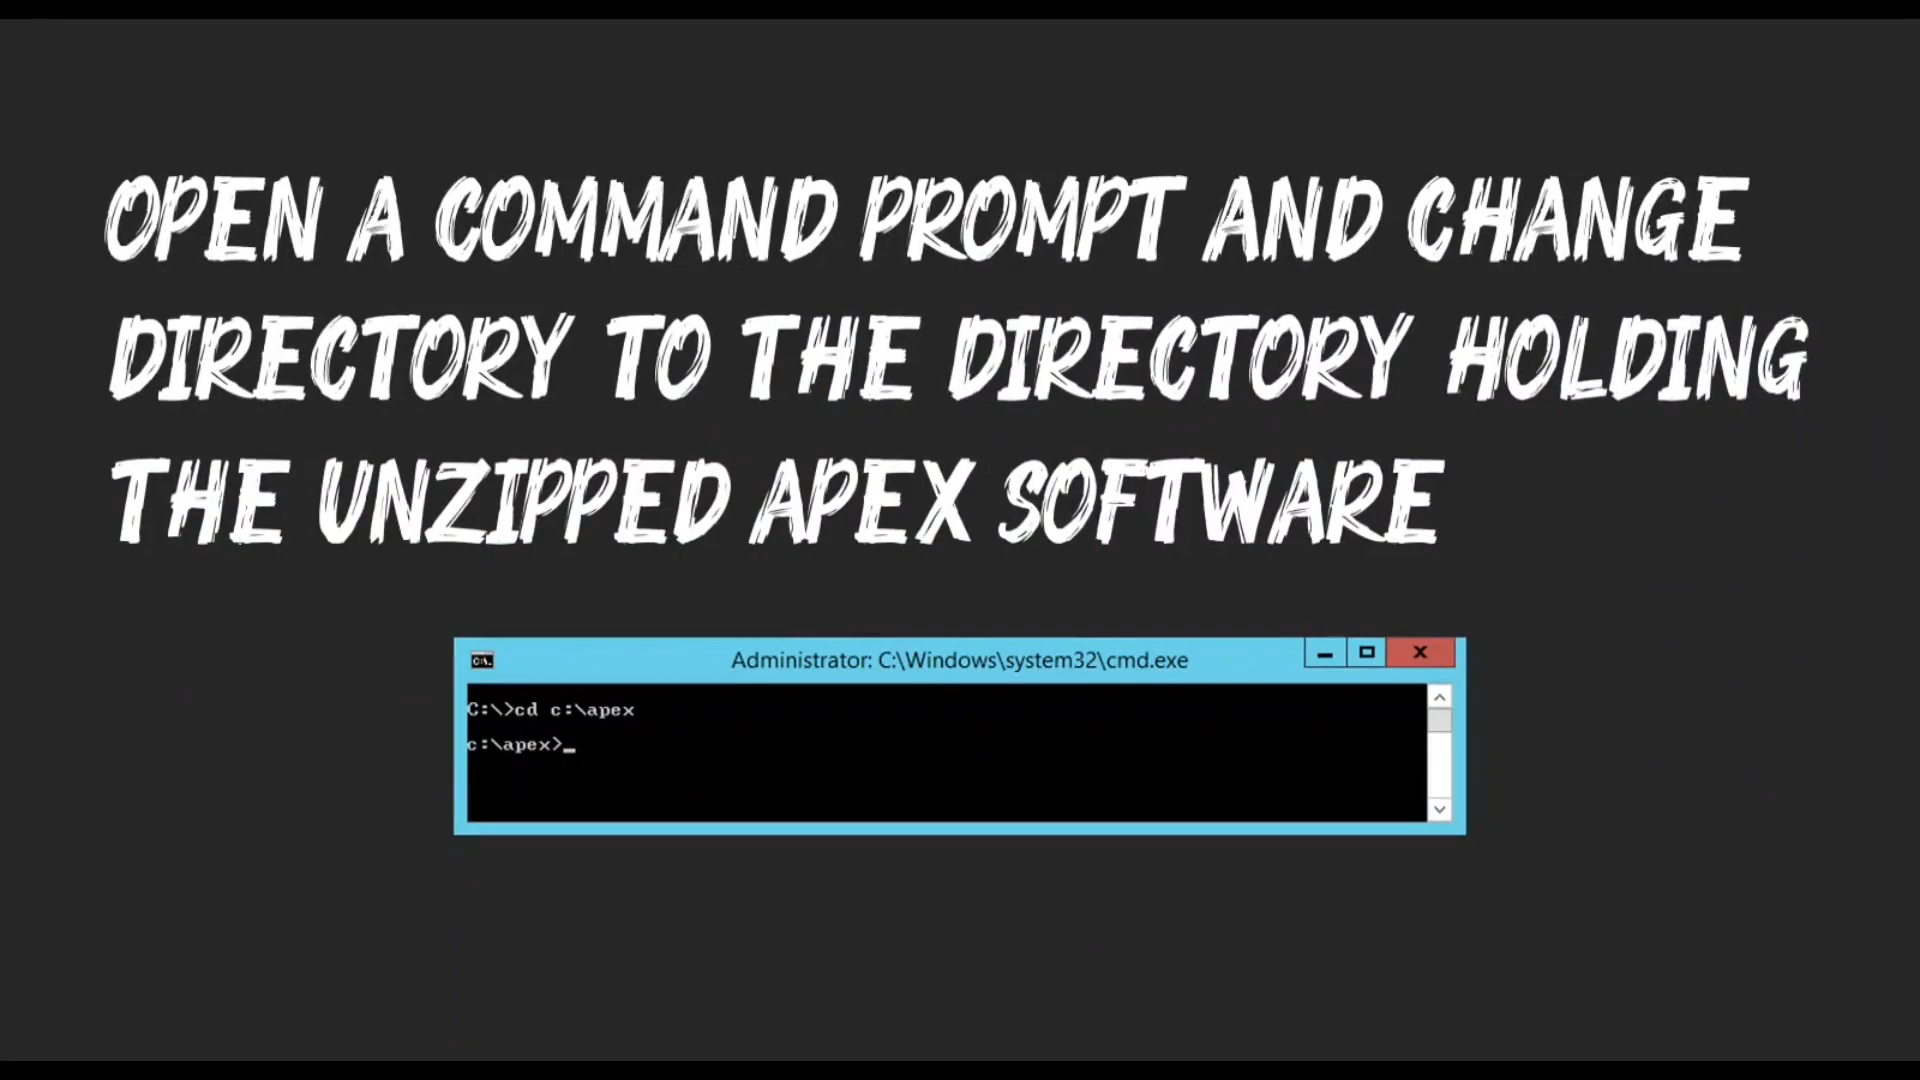 OPEN A COMMAND PROMPT AND CHANGE
DIRECTORY TO THE DIRECTORY HOLDING
THE UNZIPPED APEX SOFTWARE
C:\.
Administrator: C:\Windows\system32\cmd.exe
C:\>cd c:\apex
c:\apex>_